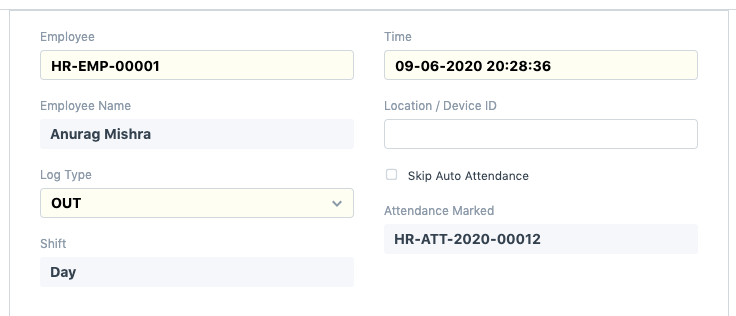 Employee
HR-EMP-00001
Employee Name
Anurag Mishra
Log Type
OUT
Shift
Day
Time
09-06-2020 20:28:36
Location / Device ID
Skip Auto Attendance
Attendance Marked
HR-ATT-2020-00012